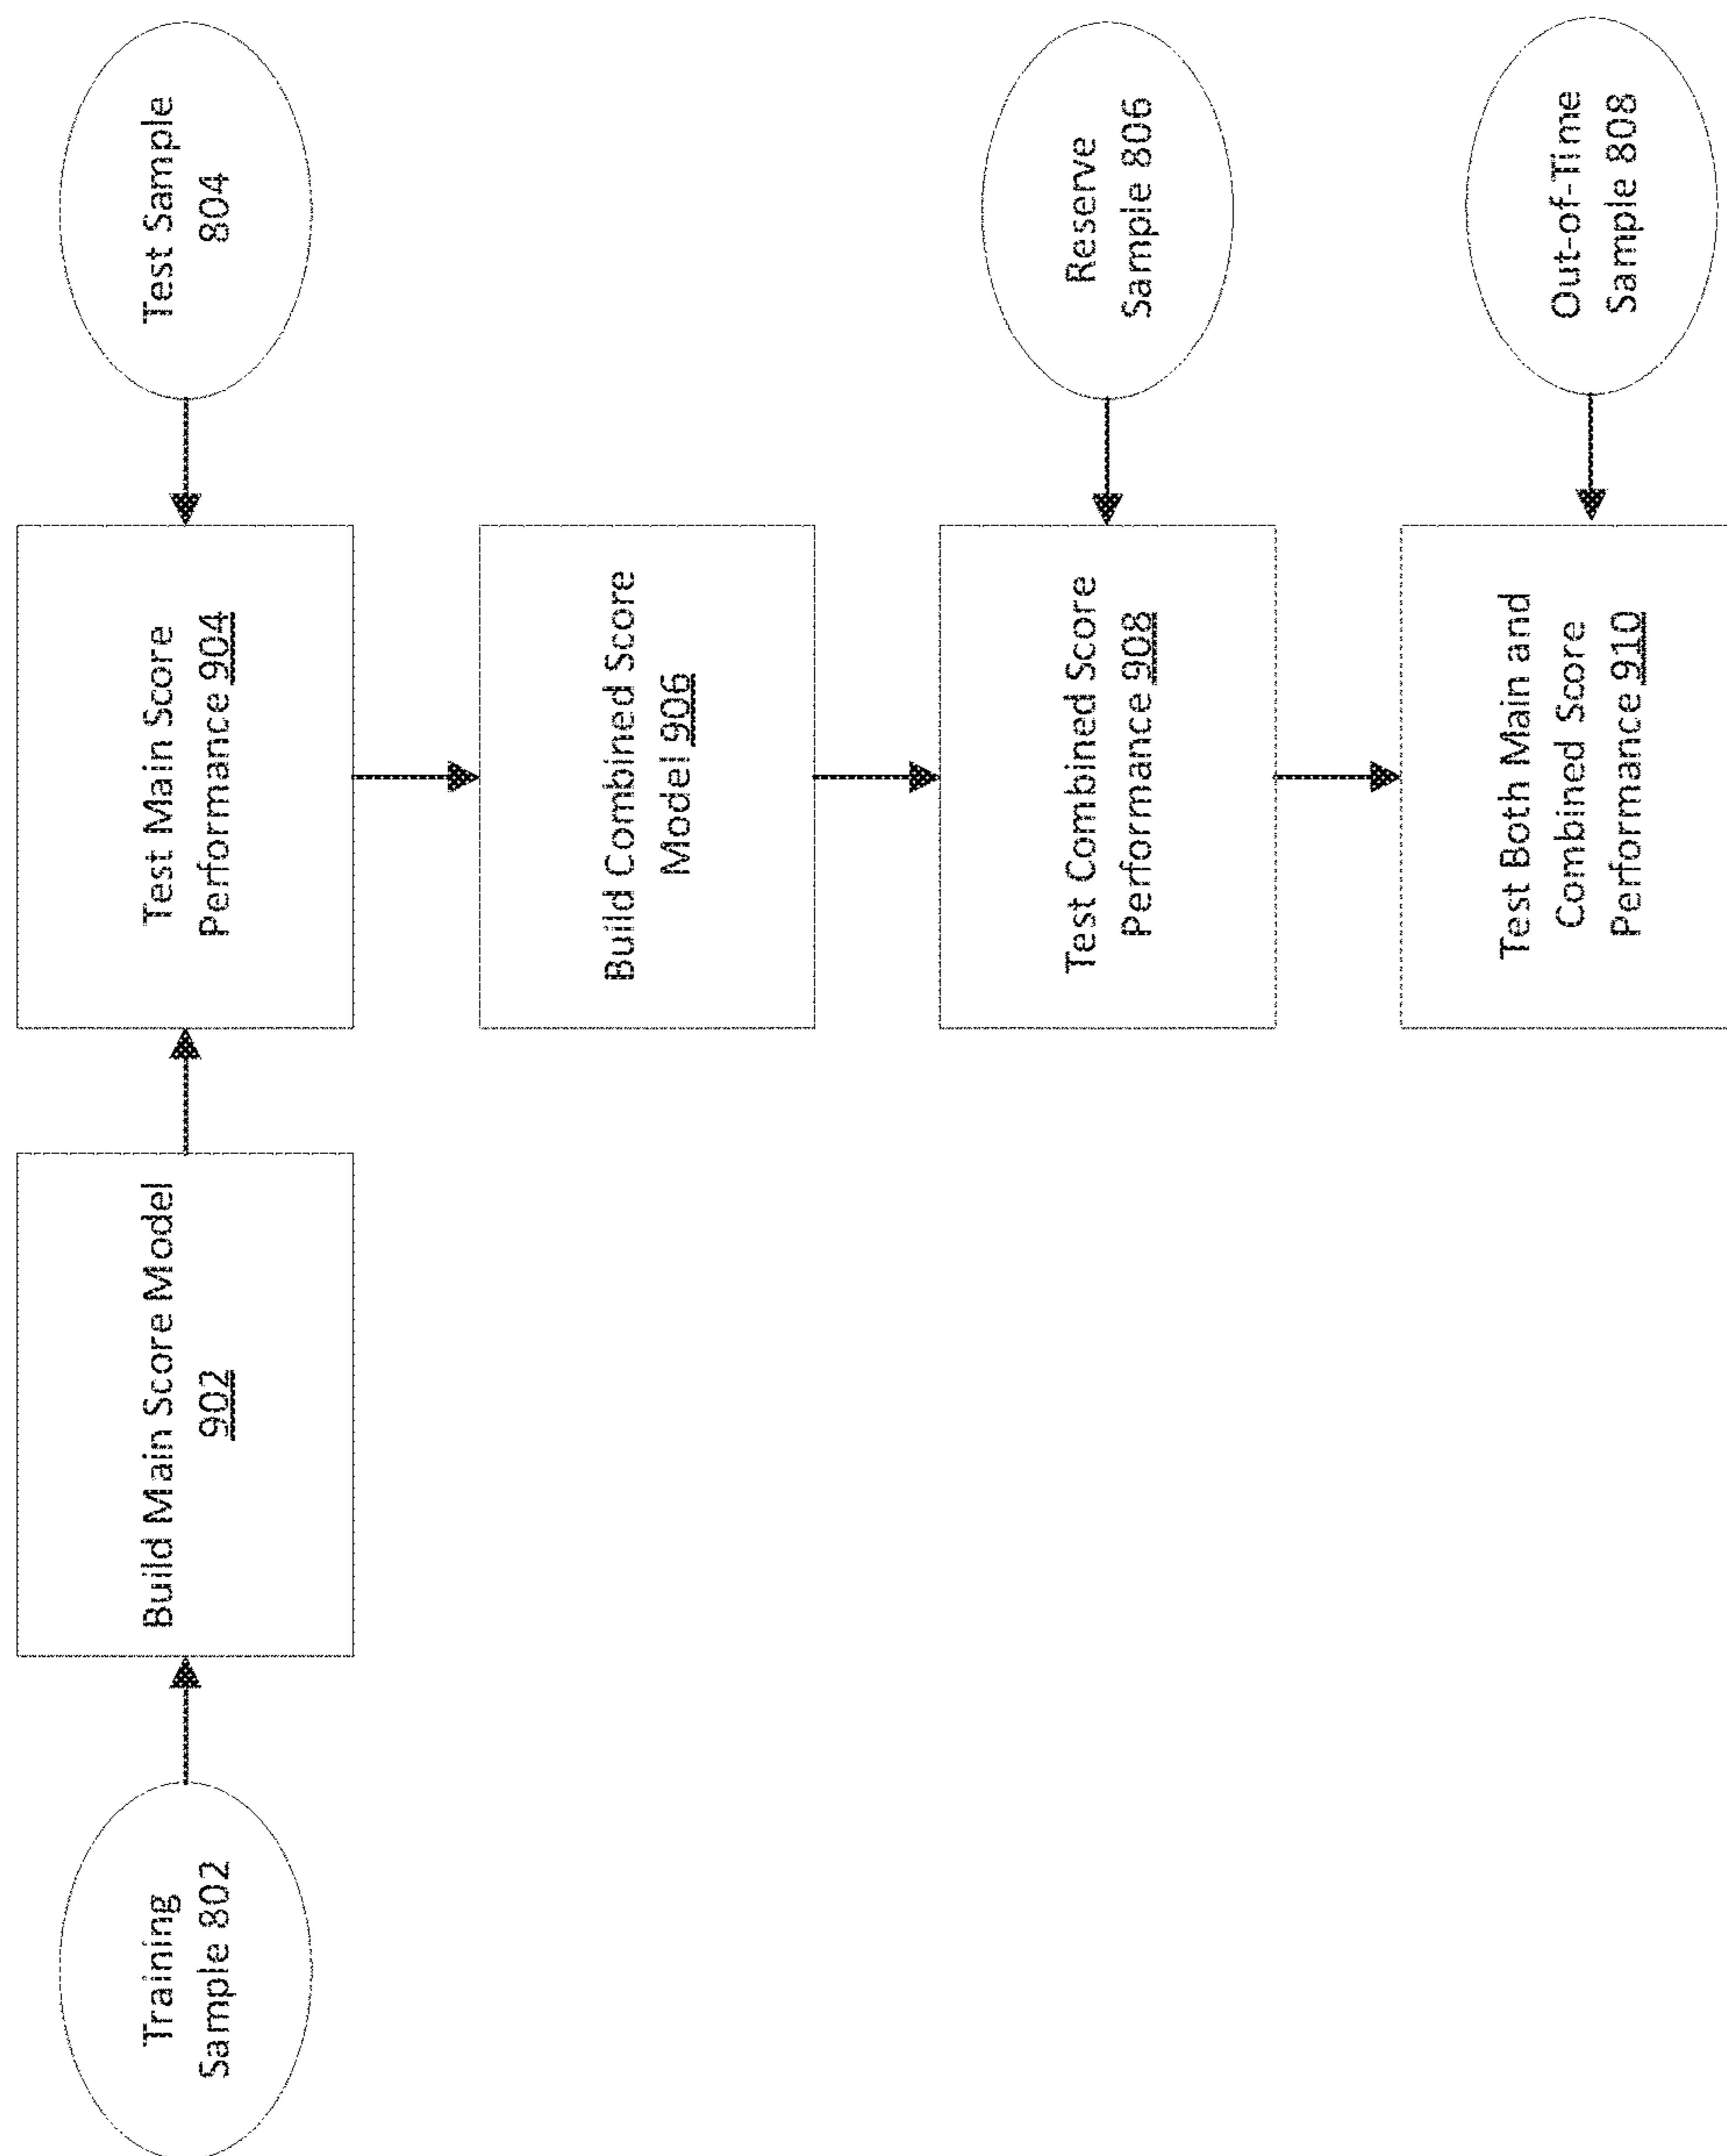 Training
Sample 802
Build Main Score Model
902
Test Main Score
Performance 904
Test Sample
804
Build Combined Score
Model 906
Test Combined Score
Performance 908
Reserve
Sample 806
Test Both Main and
Combined Score
Performance 910
Out-of-Time
Sample 808